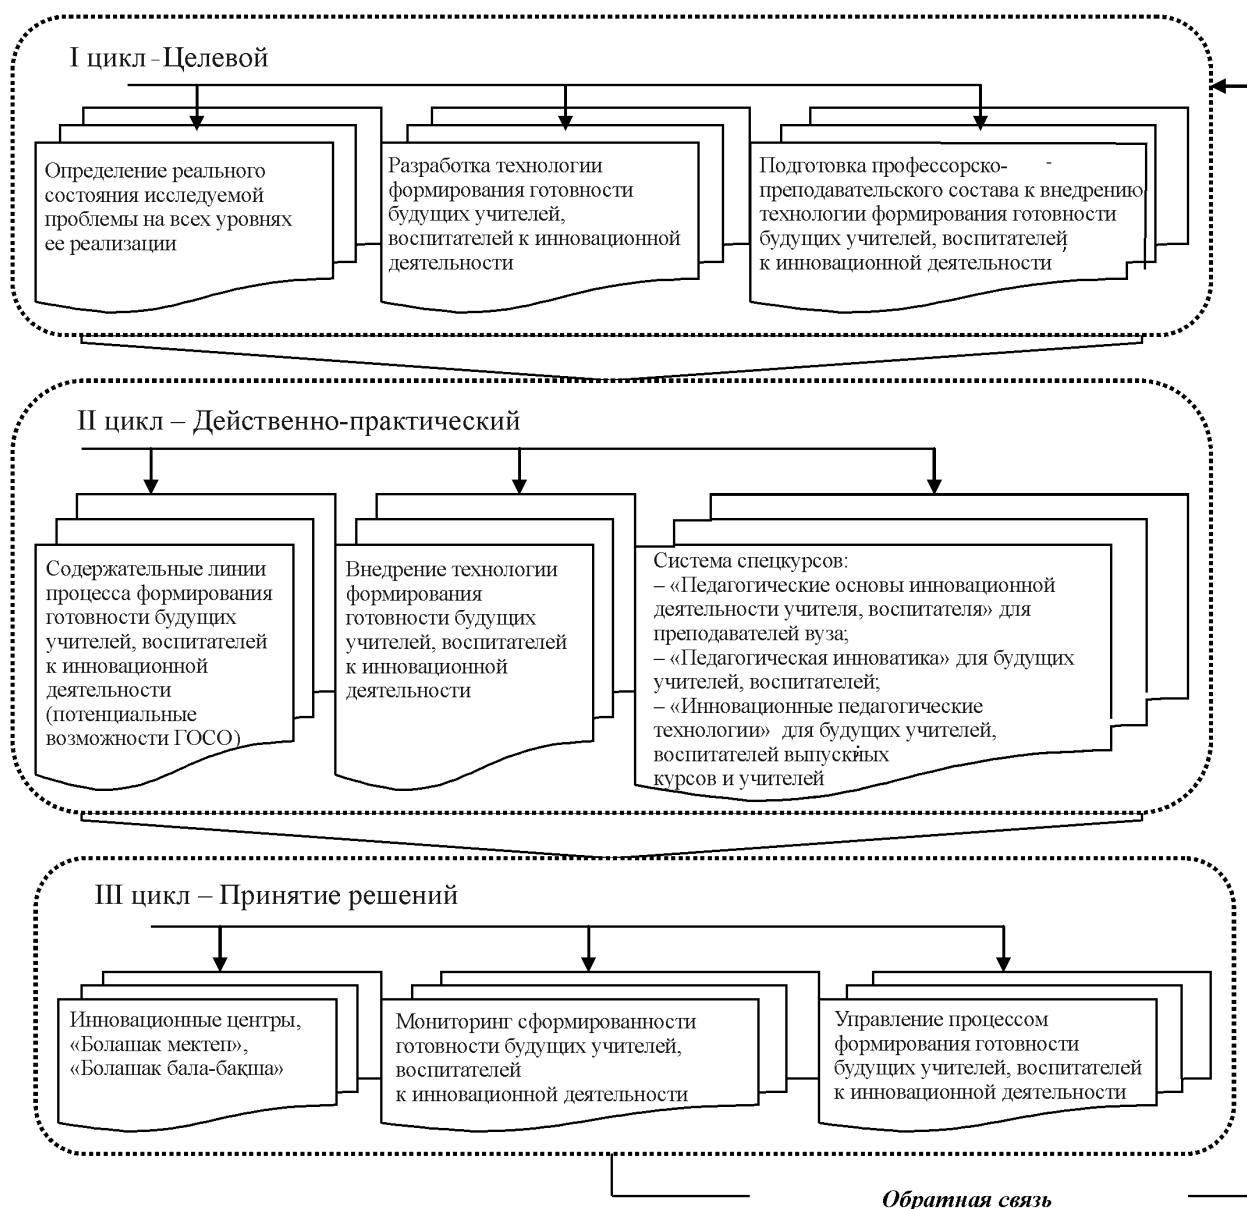 I цикл - Целевой
Определение реального
состояния исследуемой
проблемы на всех уровнях
ее реализации
Разработка технологии
формирования готовности
будущих учителей,
воспитателей к инновационной
деятельности
Подготовка профессорско-
преподавательского состава к внедрению
технологии формирования готовности
будущих учителей, воспитателей
к инновационной деятельности
II цикл – Действенно-практический
Содержательные линии
процесса формирования
готовности будущих
учителей, воспитателей
к инновационной
деятельности
(потенциальные
возможности ГОСО)
Внедрение технологии
формирования
готовности будущих
учителей, воспитателей
к инновационной
деятельности
Система спецкурсов:
– «Педагогические основы инновационной
деятельности учителя, воспитателя» для
преподавателей вуза;
– «Педагогическая инноватика» для будущих
учителей, воспитателей;
– «Инновационные педагогические
технологии» для будущих учителей,
воспитателей выпускных
курсов и учителей
III цикл – Принятие решений
Инновационные центры,
«Болашак мектеп»,
«Болашак бала-бақша»
Мониторинг сформированности
готовности будущих учителей,
воспитателей
к инновационной деятельности
Управление процессом
формирования готовности
будущих учителей, воспитателей
к инновационной деятельности
Обратная связь